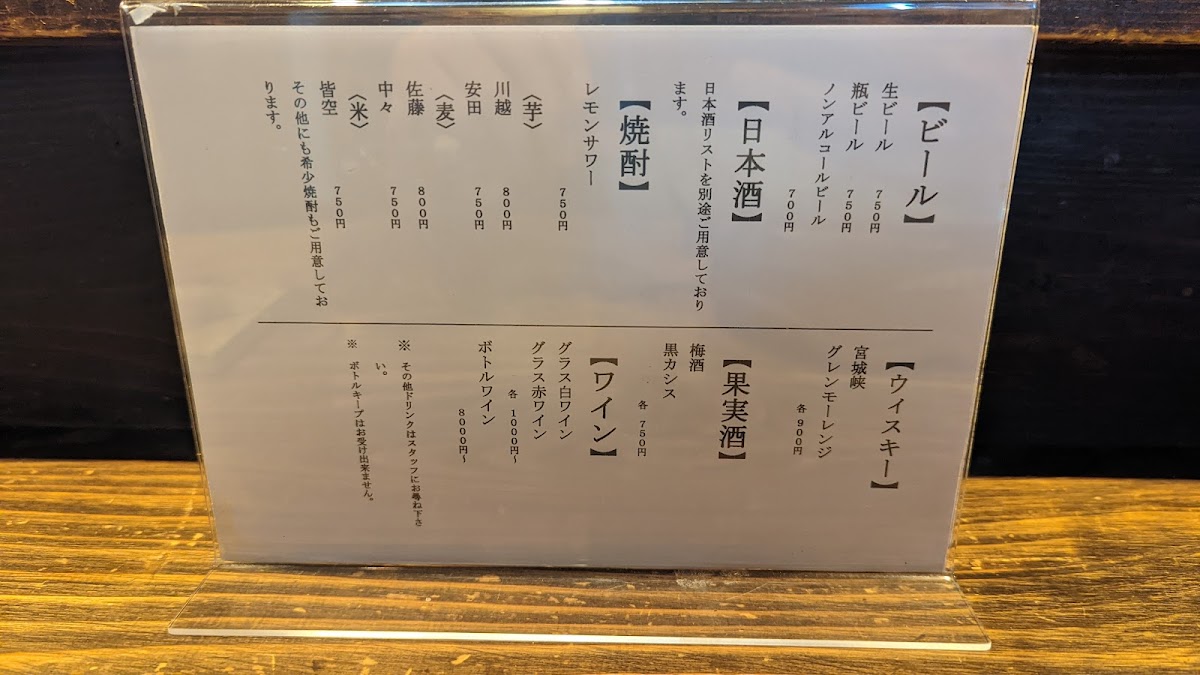 【ビール】
生ビール 750円
瓶ビール 750円
ノンアルコールビール
700円
【日本酒】
日本酒リストを別途ご用意しており
ます。
【焼酎】
レモンサワー
750円
〈芋〉
川越 800円
安田 750円
〈麦〉
佐藤 800円
中々 750円
〈米〉
皆空 750円
その他にも希少焼酎もご用意してお
ります。
【ウイスキー】
宮城峡
グレンモーレンジ
各 900円
【果実酒】
梅酒
黒カシス
各 750円
【ワイン】
グラス白ワイン
グラス赤ワイン
各 1000円~
ボトルワイン
8000円~
※ その他ドリンクはスタッフにお尋ね下さ
い。
※ ボトルキープはお受け出来ません。